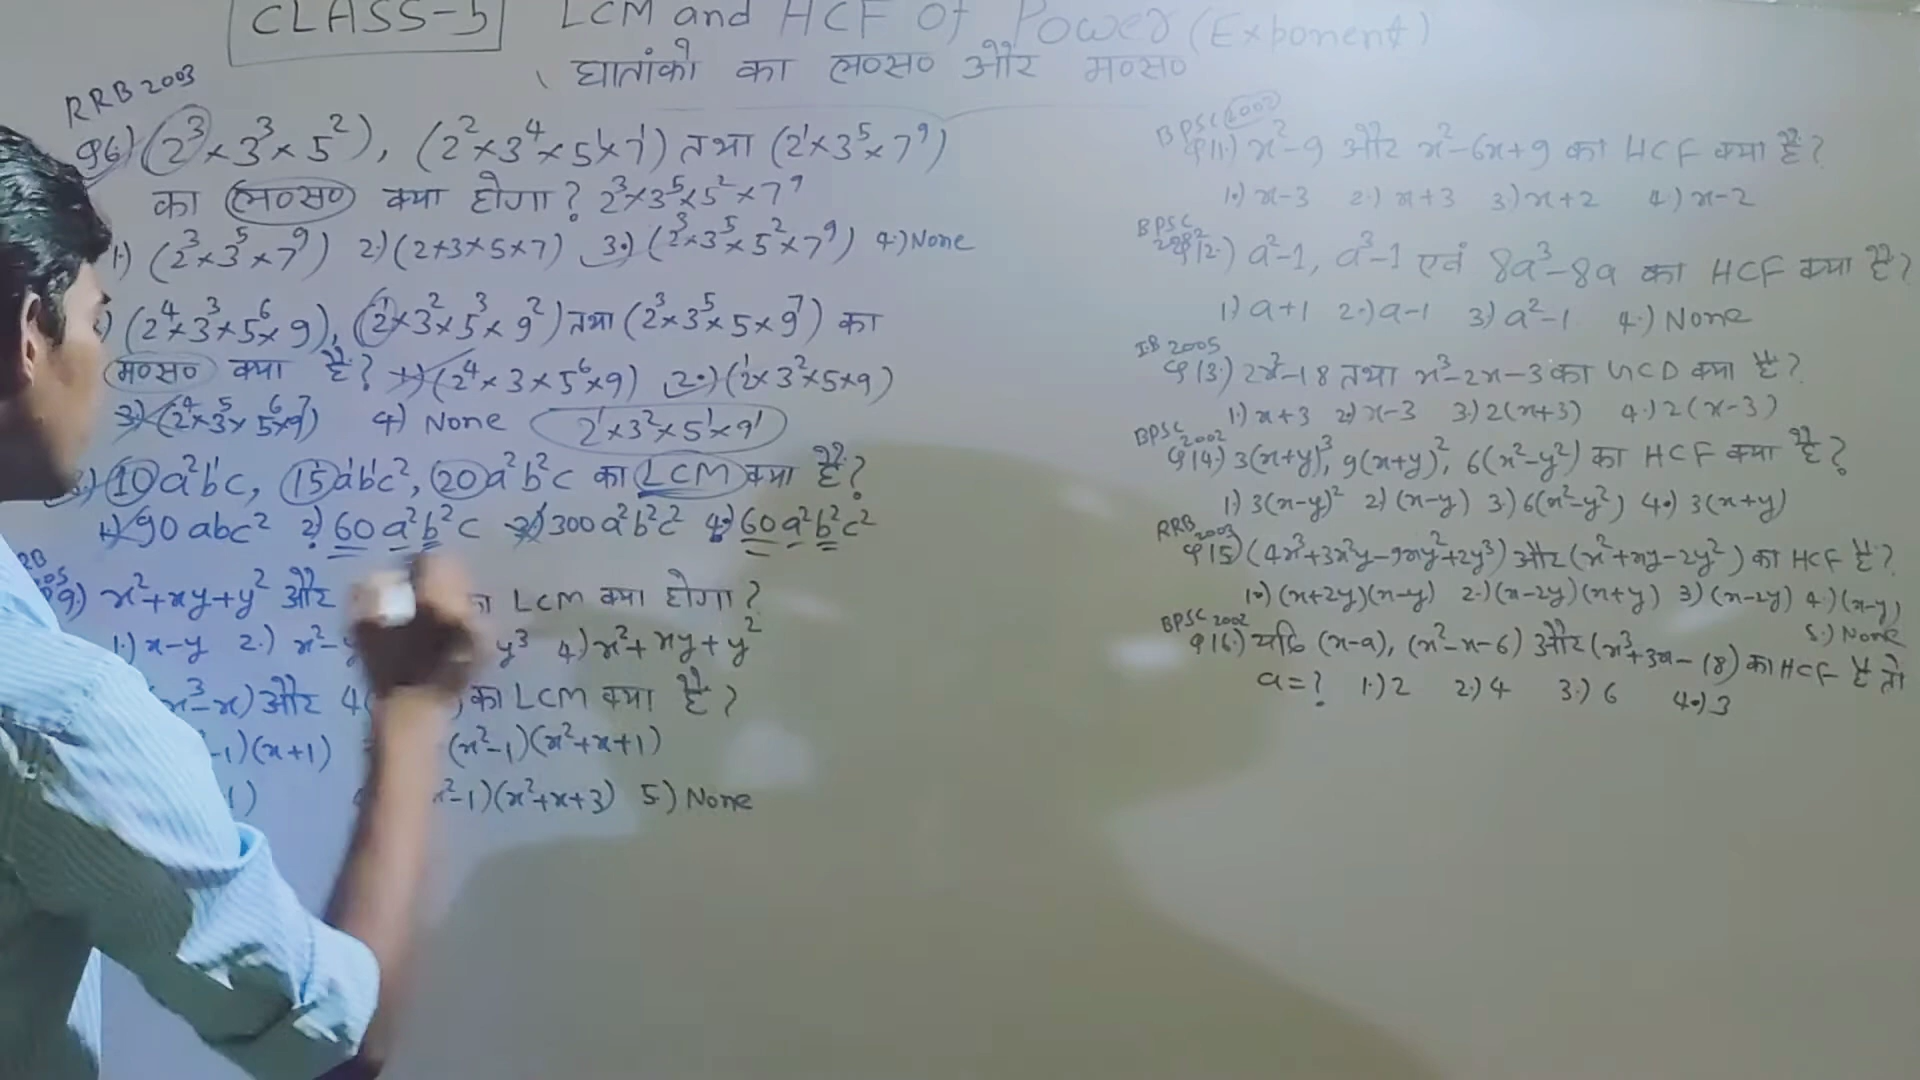 CLASS-5 LCM and HCF Of Power (Exponent)
घातांको का ल०स० और म०स०
RRB 2003
Q6) (2³×3³×5²), (2²×3⁴×5¹×7¹) तथा (2¹×3⁵×7⁹)
का ल०स० क्या होगा? 2³×3⁵×5²×7⁹
1.) (2³×3⁵×7⁹) 2.) (2+3×5×7) 3.) (2³×3⁵×5²×7⁹) 4.) None
) (2⁴×3³×5⁶×9), (2¹×3²×5³×9²) तथा (2³×3⁵×5×9⁷) का
म०स० क्या है? 1) (2⁴×3×5⁶×9) 2.) (2¹×3²×5×9)
3.) (2⁴×3⁵×5⁶×9⁷) 4) None 2¹×3²×5¹×9¹
) 10a²b¹c, 15a¹b¹c², 20a²b²c का LCM क्या है?
1.) 90abc² 2) 60a²b²c 3) 300a²b²c² 4.) 60a²b²c²
9.) x²+xy+y² और का LCM क्या होगा?
1.) x-y 2.) x²- y³ 4.) x²+xy+y²
x³-x) और 4( का LCM क्या है?
-1)(x+1) (x²-1)(x²+x+1)
1) x²-1)(x²+x+3) 5.) None
BPSC 2002
Q11.) x²-9 और x²-6x+9 का HCF क्या है?
1.) x-3 2.) x+3 3.) x+2 4.) x-2
BPSC
Q12.) a²-1, a³-1 एवं 8a³-8a का HCF क्या है?
1) a+1 2.) a-1 3.) a²-1 4.) None
IB 2005
Q13.) 2x²-18 तथा x³-2x-3 का GCD क्या है?
1.) x+3 2.) x-3 3.) 2(x+3) 4.) 2(x-3)
BPSC 2002
Q14.) 3(x+y)³, 9(x+y)², 6(x²-y²) का HCF क्या है?
1.) 3(x-y)² 2.) (x-y) 3.) 6(x²-y²) 4.) 3(x+y)
RRB 2003
Q15) (4x³+3x²y-9xy²+2y³) और (x²+xy-2y²) का HCF है?
1.) (x+2y)(x-y) 2.) (x-2y)(x+y) 3.) (x-2y) 4.) (x-y)
5.) None
BPSC 2002
Q16.) यदि (x-a), (x²-x-6) और (x³+3x-18) का HCF है तो
a=? 1.) 2 2.) 4 3.) 6 4.) 3